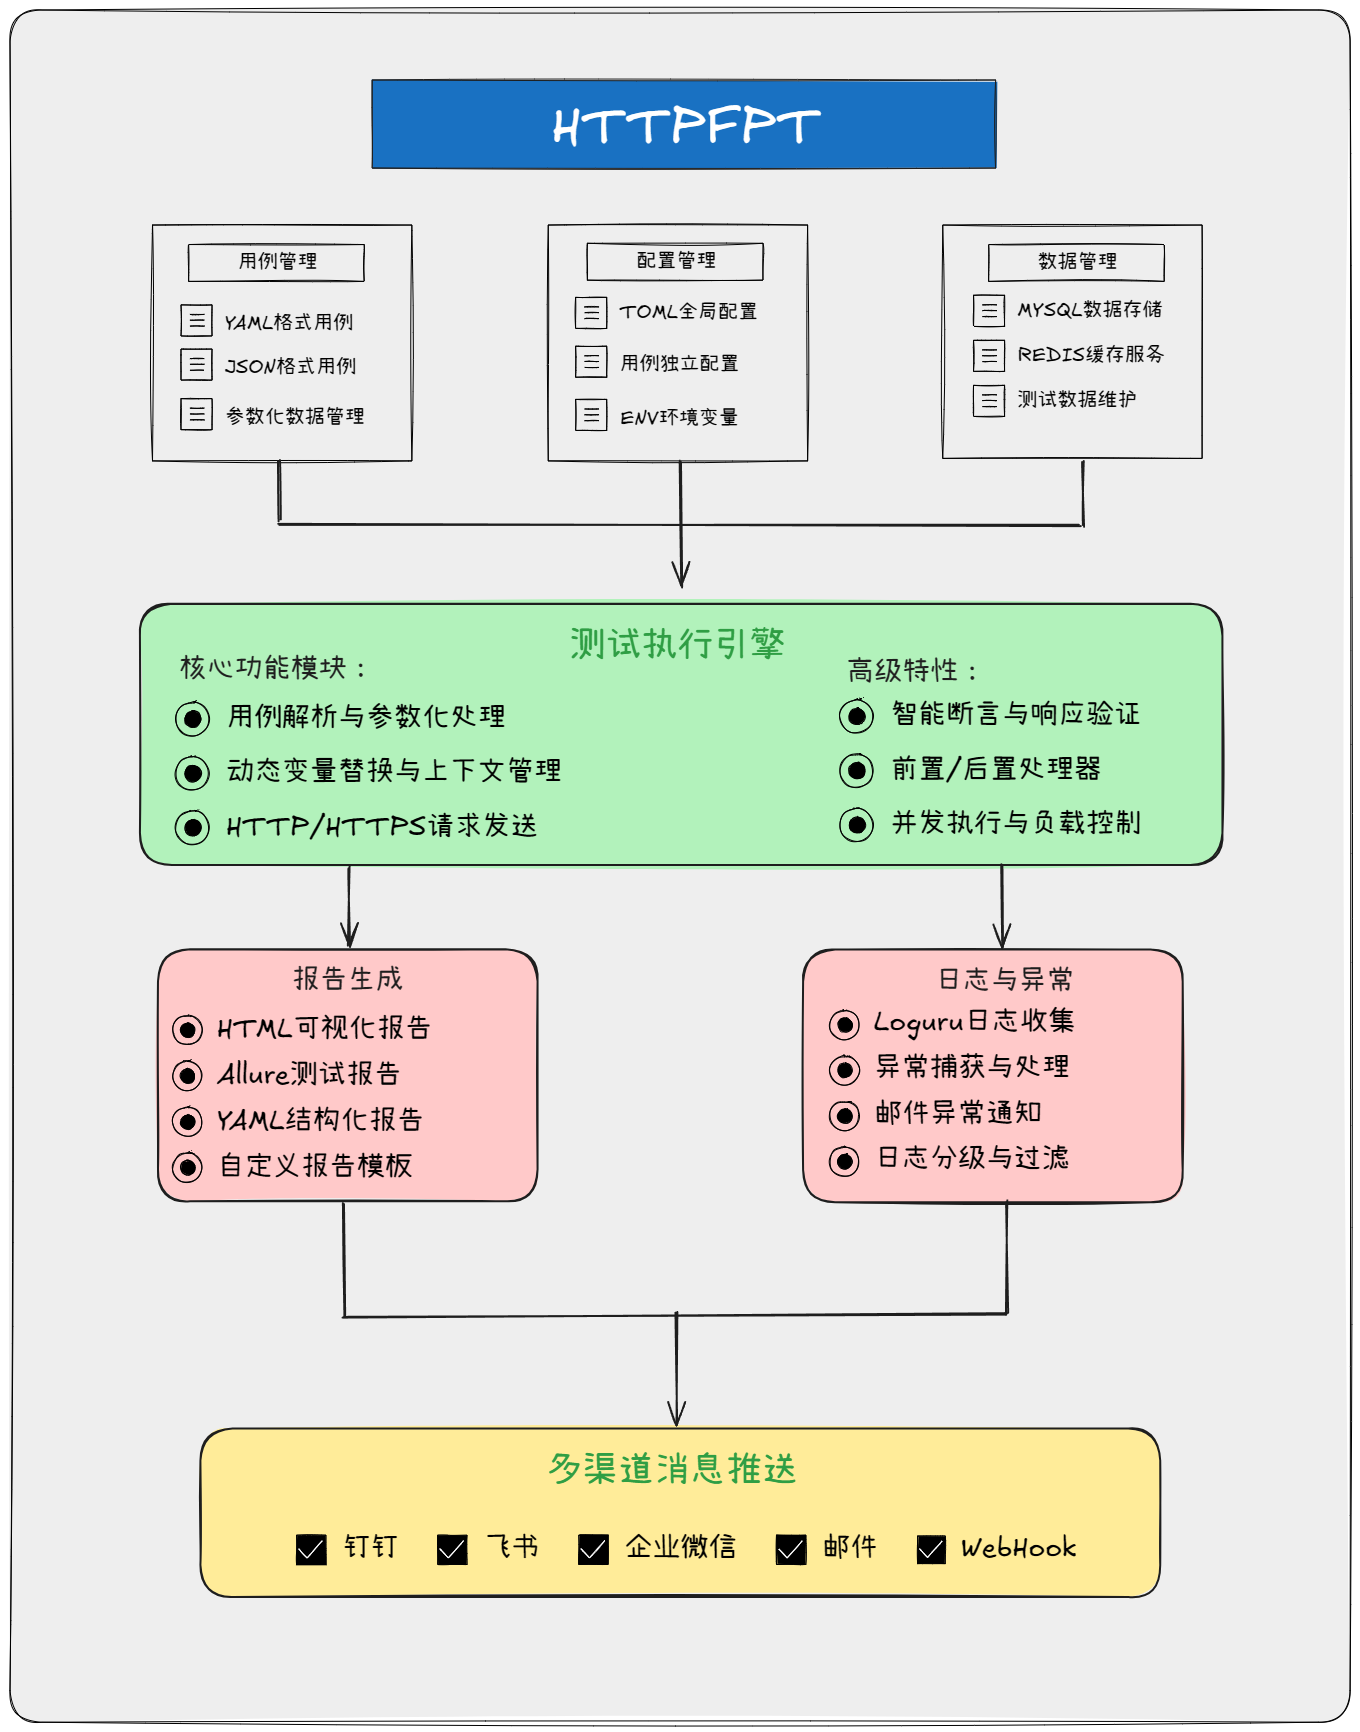 HTTPFPT
用例管理
YAML格式用例
JSON格式用例
参数化数据管理
配置管理
TOML全局配置
用例独立配置
ENV环境变量
数据管理
MYSQL数据存储
REDIS缓存服务
测试数据维护
测试执行引擎
核心功能模块：
用例解析与参数化处理
动态变量替换与上下文管理
HTTP/HTTPS请求发送
高级特性：
智能断言与响应验证
前置/后置处理器
并发执行与负载控制
报告生成
HTML可视化报告
Allure测试报告
YAML结构化报告
自定义报告模板
日志与异常
Loguru日志收集
异常捕获与处理
邮件异常通知
日志分级与过滤
多渠道消息推送
钉钉 飞书 企业微信 邮件 WebHook